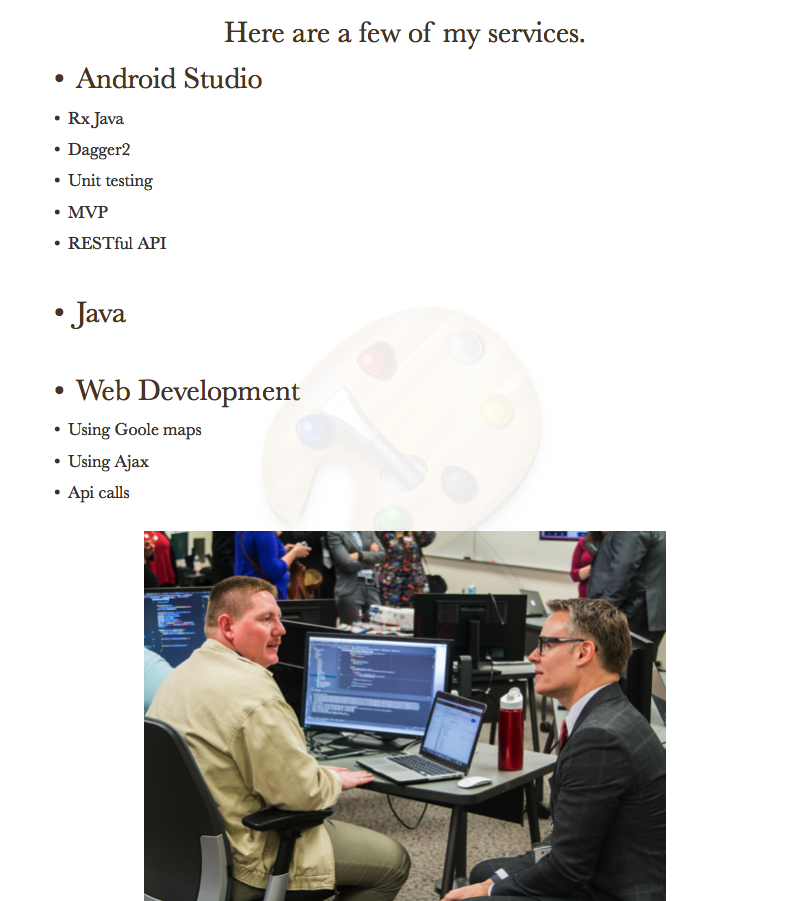 Here are a few of my services.
• Android Studio
• Rx Java
• Dagger2
• Unit testing
• MVP
• RESTful API
• Java
• Web Development
• Using Goole maps
• Using Ajax
• Api calls